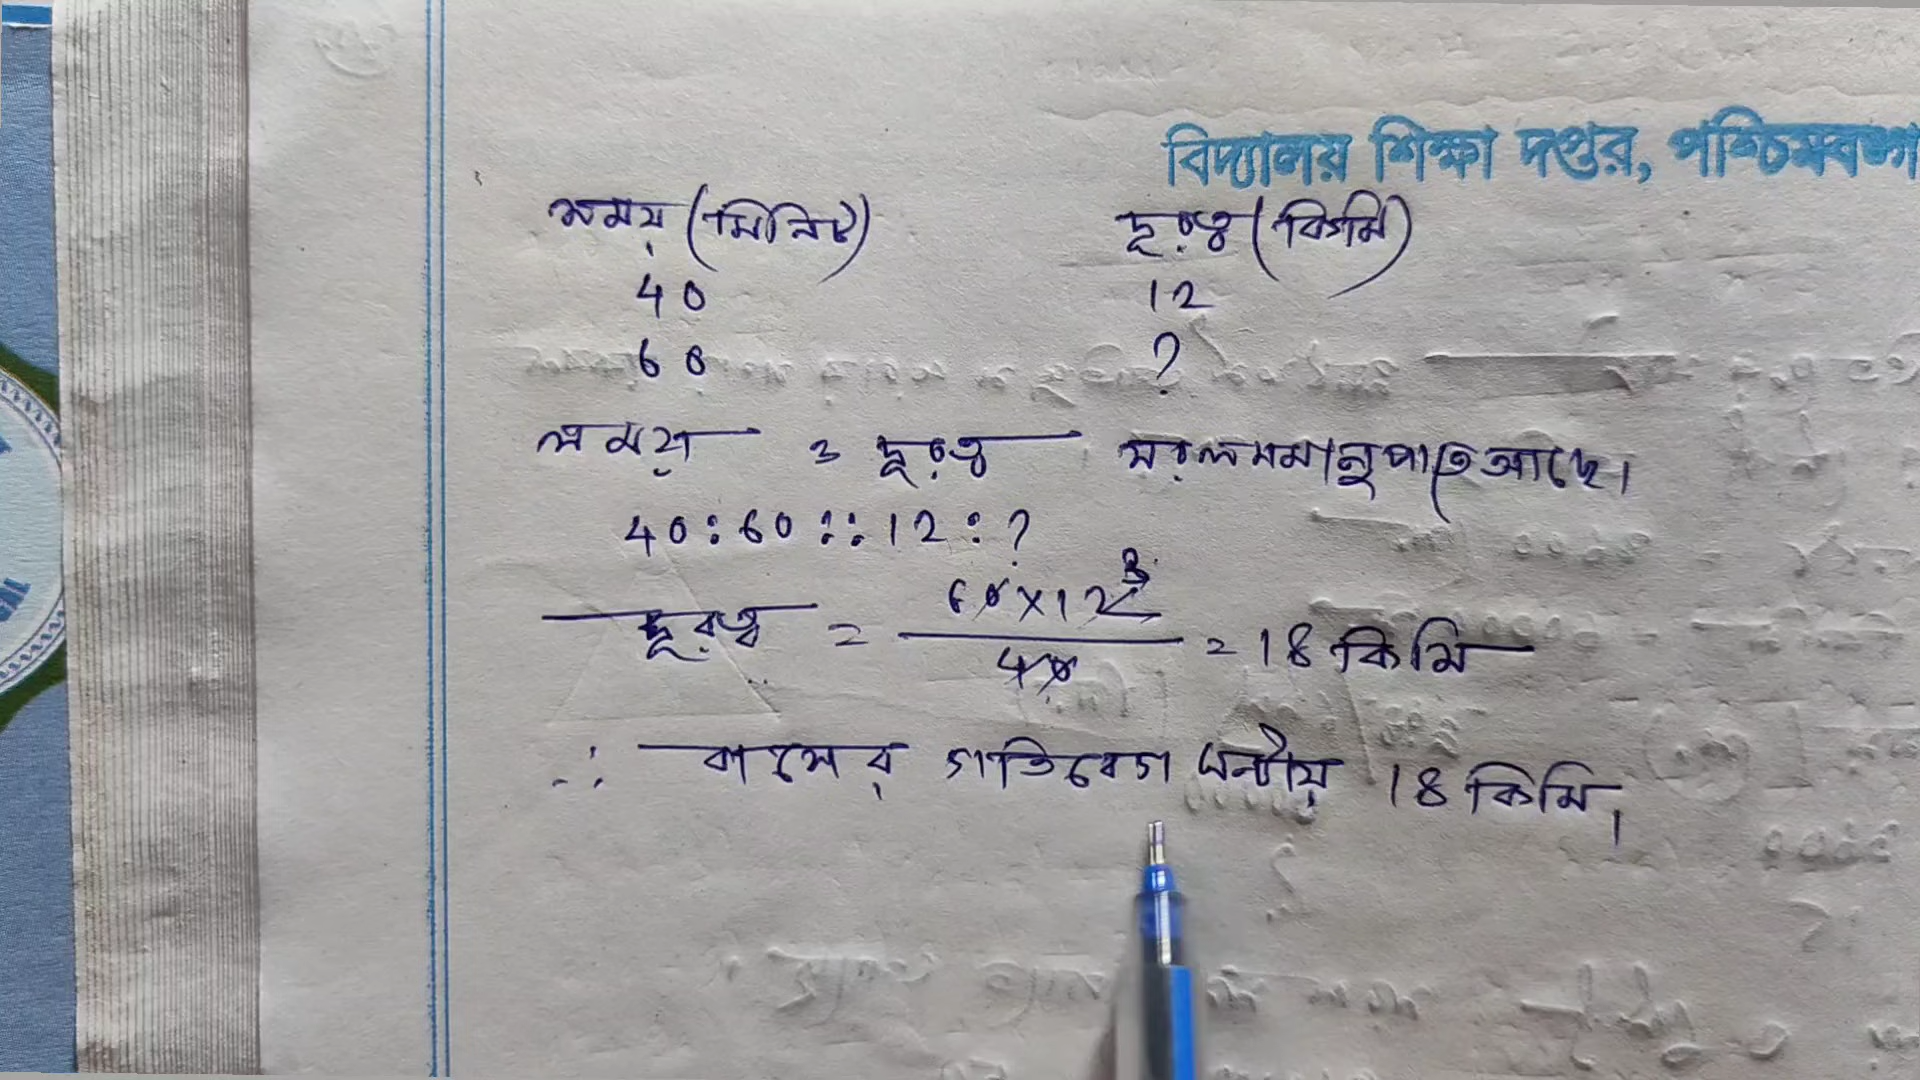 বিদ্যালয় শিক্ষা দপ্তর, পশ্চিমবঙ্গ
সময় (মিনিট) দূরত্ব (কিমি)
40 12
60 ?
সময় ও দূরত্ব সরলসমানুপাতে আছে।
40:60::12:?
দূরত্ব = 60×12 3 / 40 = 18 কিমি
∴ বাসের গতিবেগ ঘন্টায় 18 কিমি।